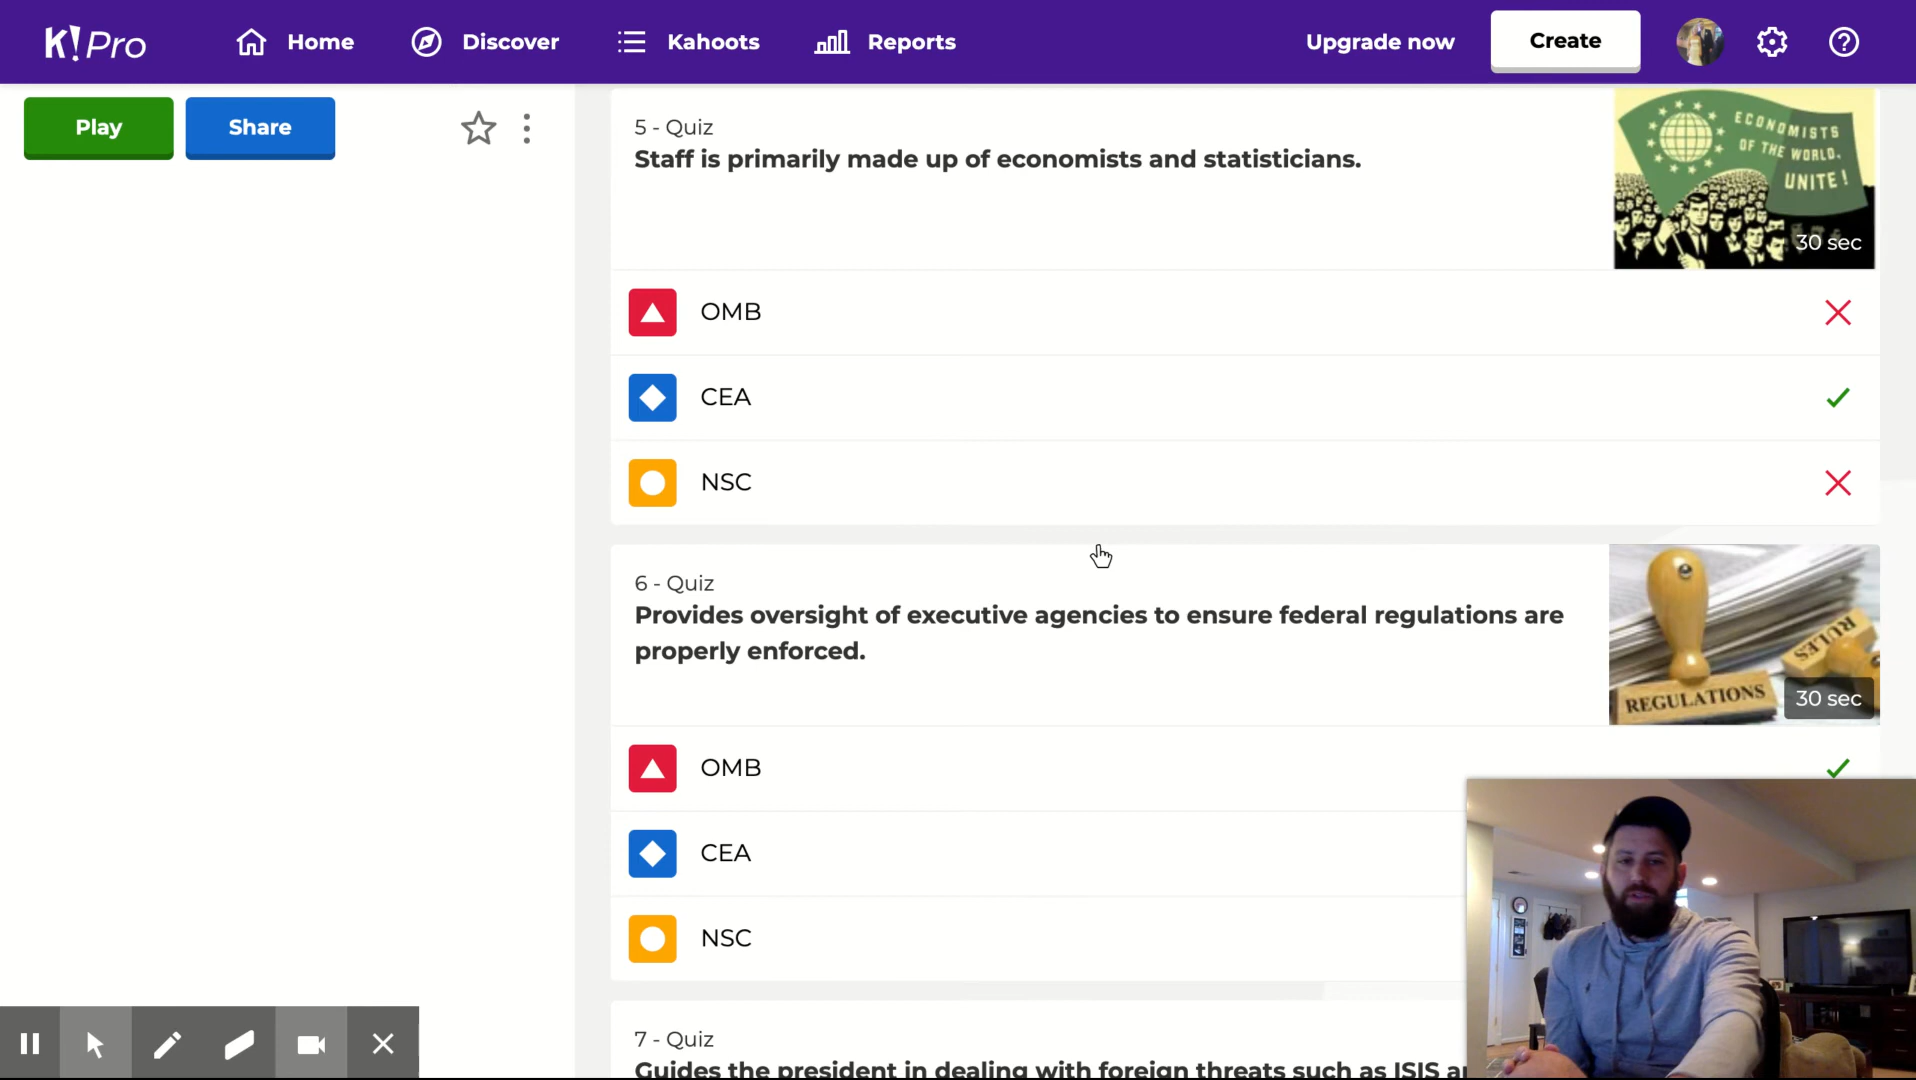 K! Pro
Home
Discover
Kahoots
Reports
Upgrade now
Create
Play
Share
5 - Quiz
Staff is primarily made up of economists and statisticians.
ECONOMISTS
OF THE WORLD,
UNITE!
30 sec
OMB
CEA
NSC
6 - Quiz
Provides oversight of executive agencies to ensure federal regulations are
properly enforced.
RULES
REGULATIONS
30 sec
OMB
CEA
NSC
7 - Quiz
Guides the president in dealing with foreign threats such as ISIS